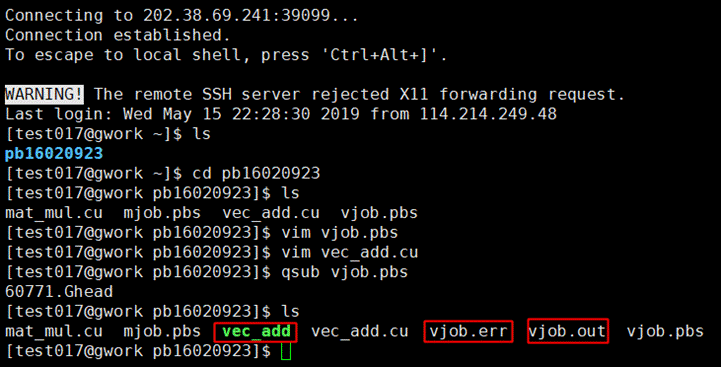 Connecting to 202.38.69.241:39099...
Connection established.
To escape to local shell, press 'Ctrl+Alt+]'.
WARNING! The remote SSH server rejected X11 forwarding request.
Last login: Wed May 15 22:28:30 2019 from 114.214.249.48
[test017@gwork ~]$ ls
pb16020923
[test017@gwork ~]$ cd pb16020923
[test017@gwork pb16020923]$ ls
mat_mul.cu  mjob.pbs  vec_add.cu  vjob.pbs
[test017@gwork pb16020923]$ vim vjob.pbs
[test017@gwork pb16020923]$ vim vec_add.cu
[test017@gwork pb16020923]$ qsub vjob.pbs
60771.Ghead
[test017@gwork pb16020923]$ ls
mat_mul.cu  mjob.pbs  vec_add  vec_add.cu  vjob.err  vjob.out  vjob.pbs
[test017@gwork pb16020923]$